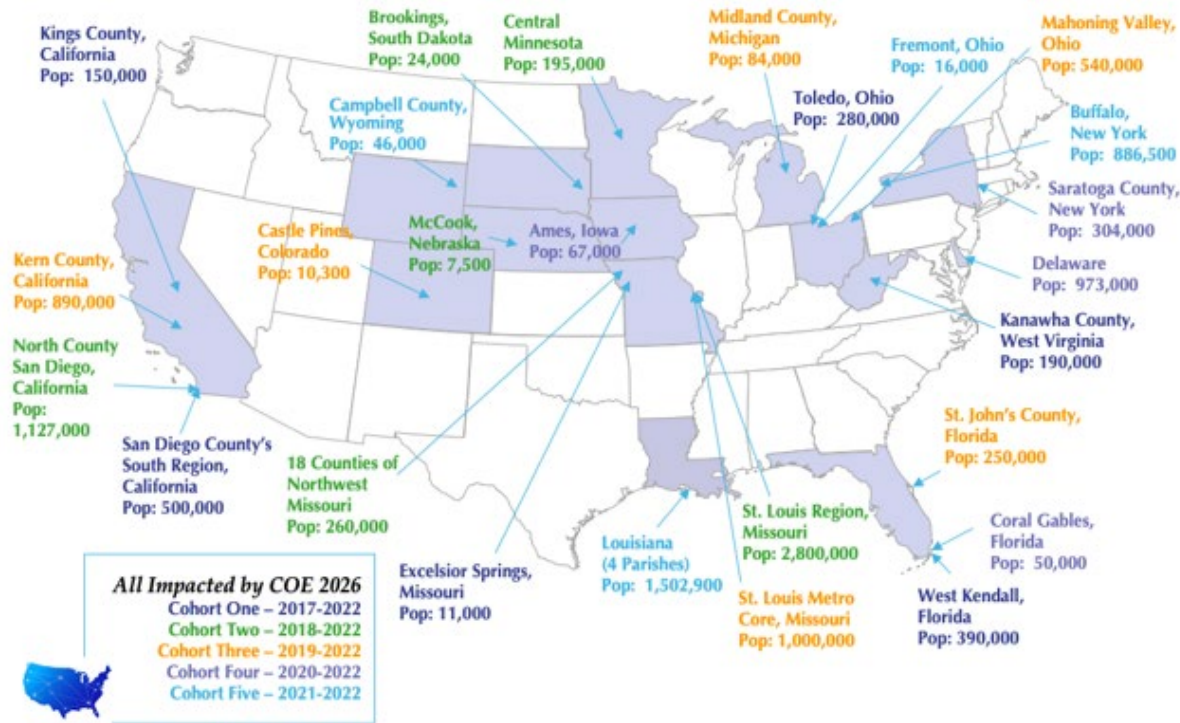 Kings County,
California
Pop:  150,000
Brookings,
South Dakota
Pop: 24,000
Central
Minnesota
Pop: 195,000
Midland County,
Michigan
Pop: 84,000
Fremont, Ohio
Pop: 16,000
Mahoning Valley,
Ohio
Pop: 540,000
Campbell County,
Wyoming
Pop: 46,000
Toledo, Ohio
Pop: 280,000
Buffalo,
New York
Pop:  886,500
Saratoga County,
New York
Pop: 304,000
Kern County,
California
Pop: 890,000
Castle Pines,
Colorado
Pop: 10,300
McCook,
Nebraska
Pop: 7,500
Ames, Iowa
Pop: 67,000
Delaware
Pop: 973,000
Kanawha County,
West Virginia
Pop: 190,000
North County
San Diego,
California
Pop:
1,127,000
San Diego County's
South Region,
California
Pop: 500,000
18 Counties of
Northwest
Missouri
Pop: 260,000
Excelsior Springs,
Missouri
Pop: 11,000
Louisiana
(4 Parishes)
Pop:  1,502,900
St. Louis Region,
Missouri
Pop: 2,800,000
St. Louis Metro
Core, Missouri
Pop: 1,000,000
St. John's County,
Florida
Pop: 250,000
Coral Gables,
Florida
Pop:  50,000
West Kendall,
Florida
Pop: 390,000
All Impacted by COE 2026
Cohort One – 2017-2022
Cohort Two – 2018-2022
Cohort Three – 2019-2022
Cohort Four – 2020-2022
Cohort Five – 2021-2022